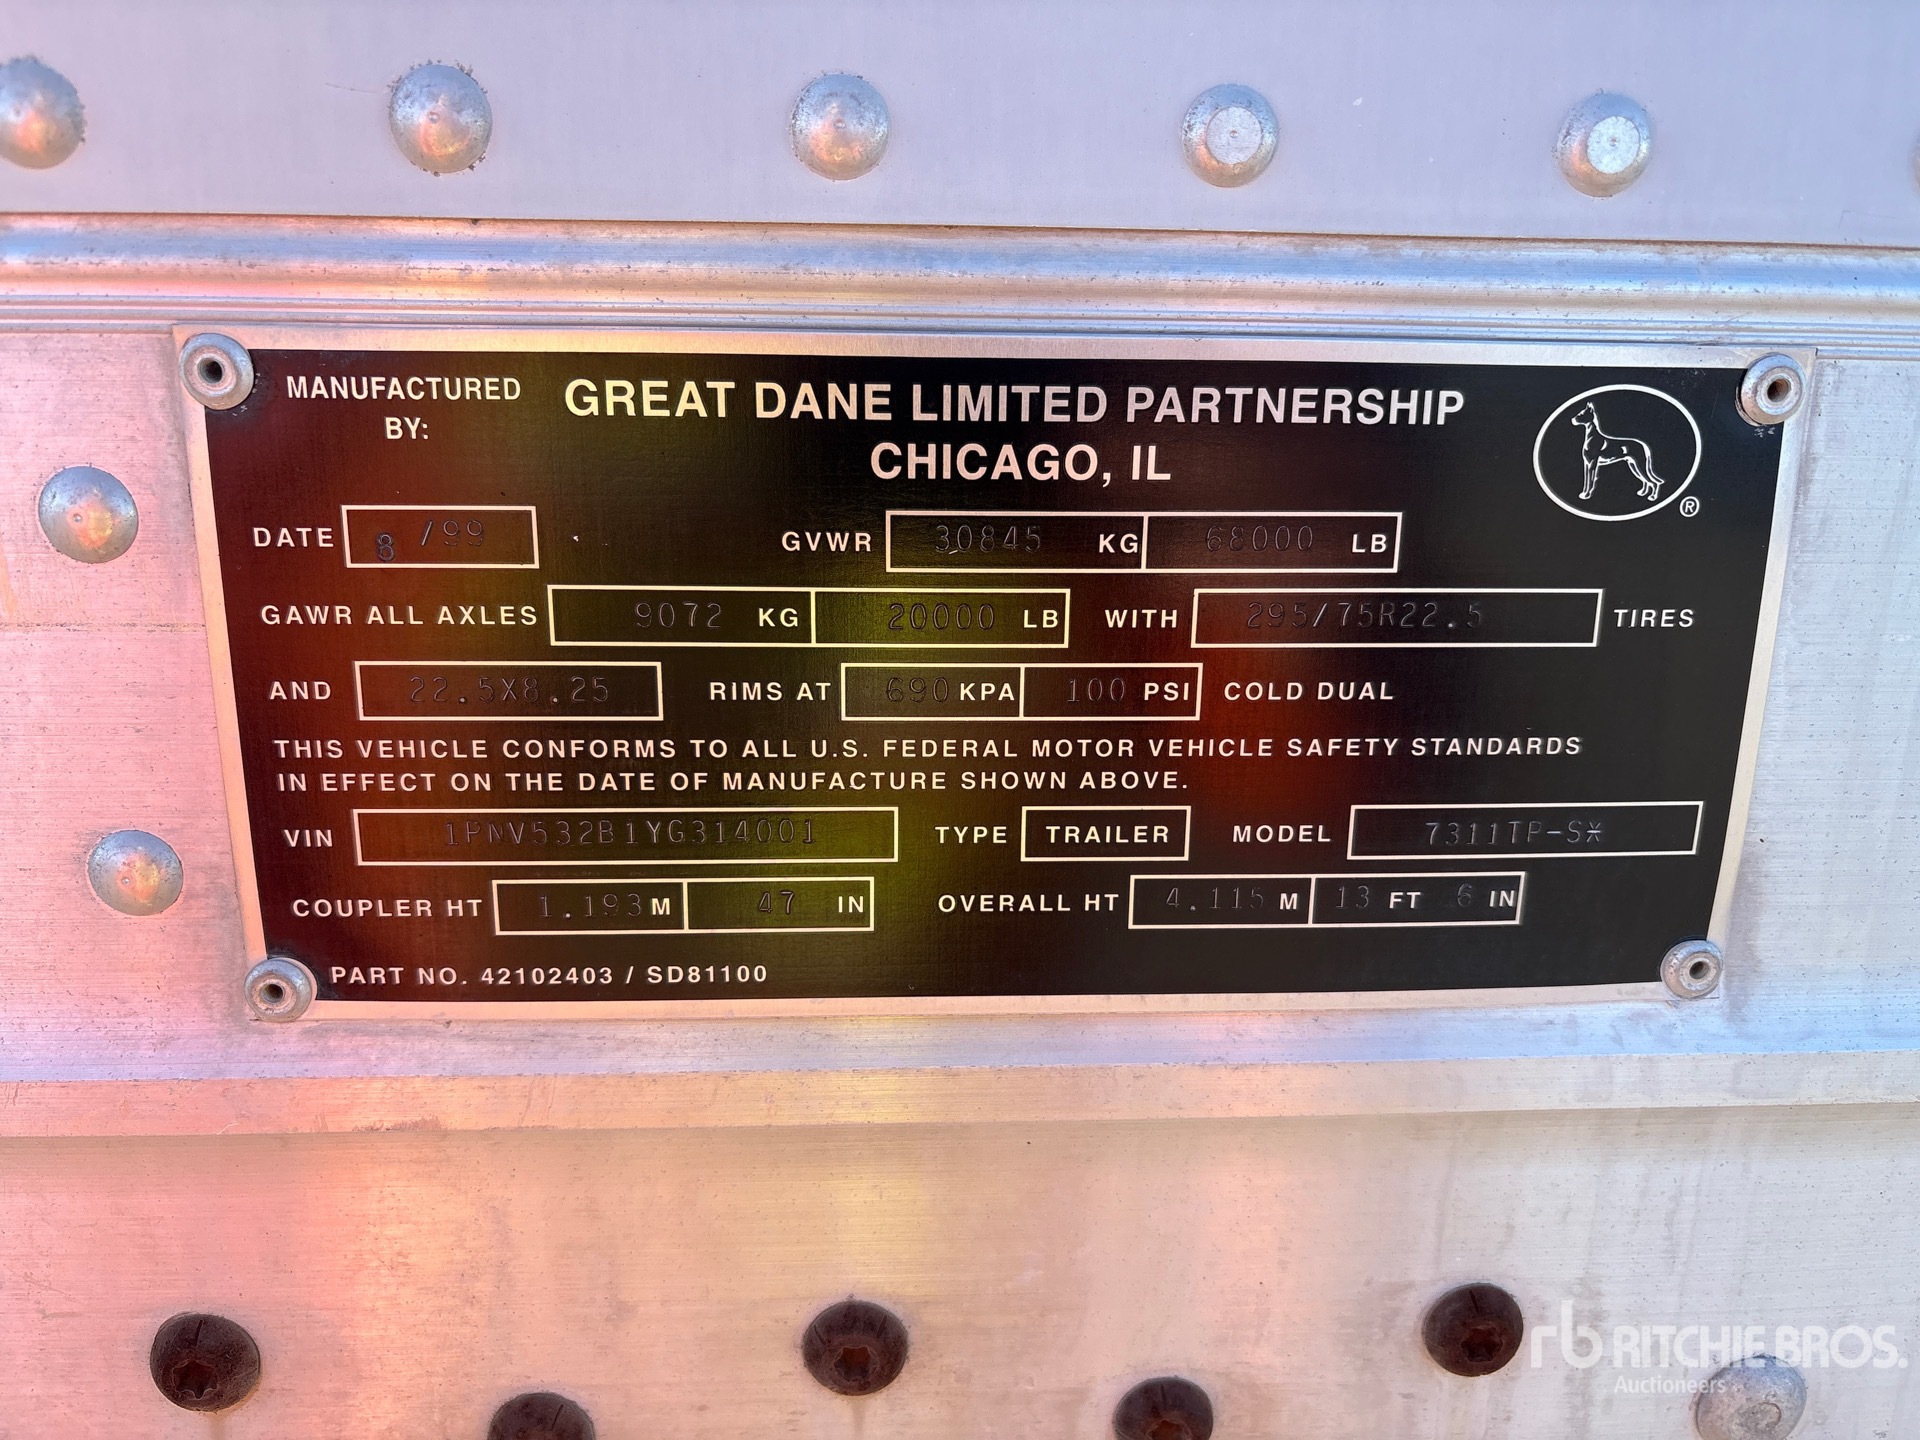 MANUFACTURED BY: GREAT DANE LIMITED PARTNERSHIP
CHICAGO, IL
®
DATE 8 /99 GVWR 30845 KG 68000 LB
GAWR ALL AXLES 9072 KG 20000 LB WITH 295/75R22.5 TIRES
AND 22.5X8.25 RIMS AT 690 KPA 100 PSI COLD DUAL
THIS VEHICLE CONFORMS TO ALL U.S. FEDERAL MOTOR VEHICLE SAFETY STANDARDS
IN EFFECT ON THE DATE OF MANUFACTURE SHOWN ABOVE.
VIN 1PNV532B1YG314001 TYPE TRAILER MODEL 7311TP-SX
COUPLER HT 1.193 M 47 IN OVERALL HT 4.115 M 13 FT 6 IN
PART NO. 42102403 / SD81100
rb RITCHIE BROS.
Auctioneers